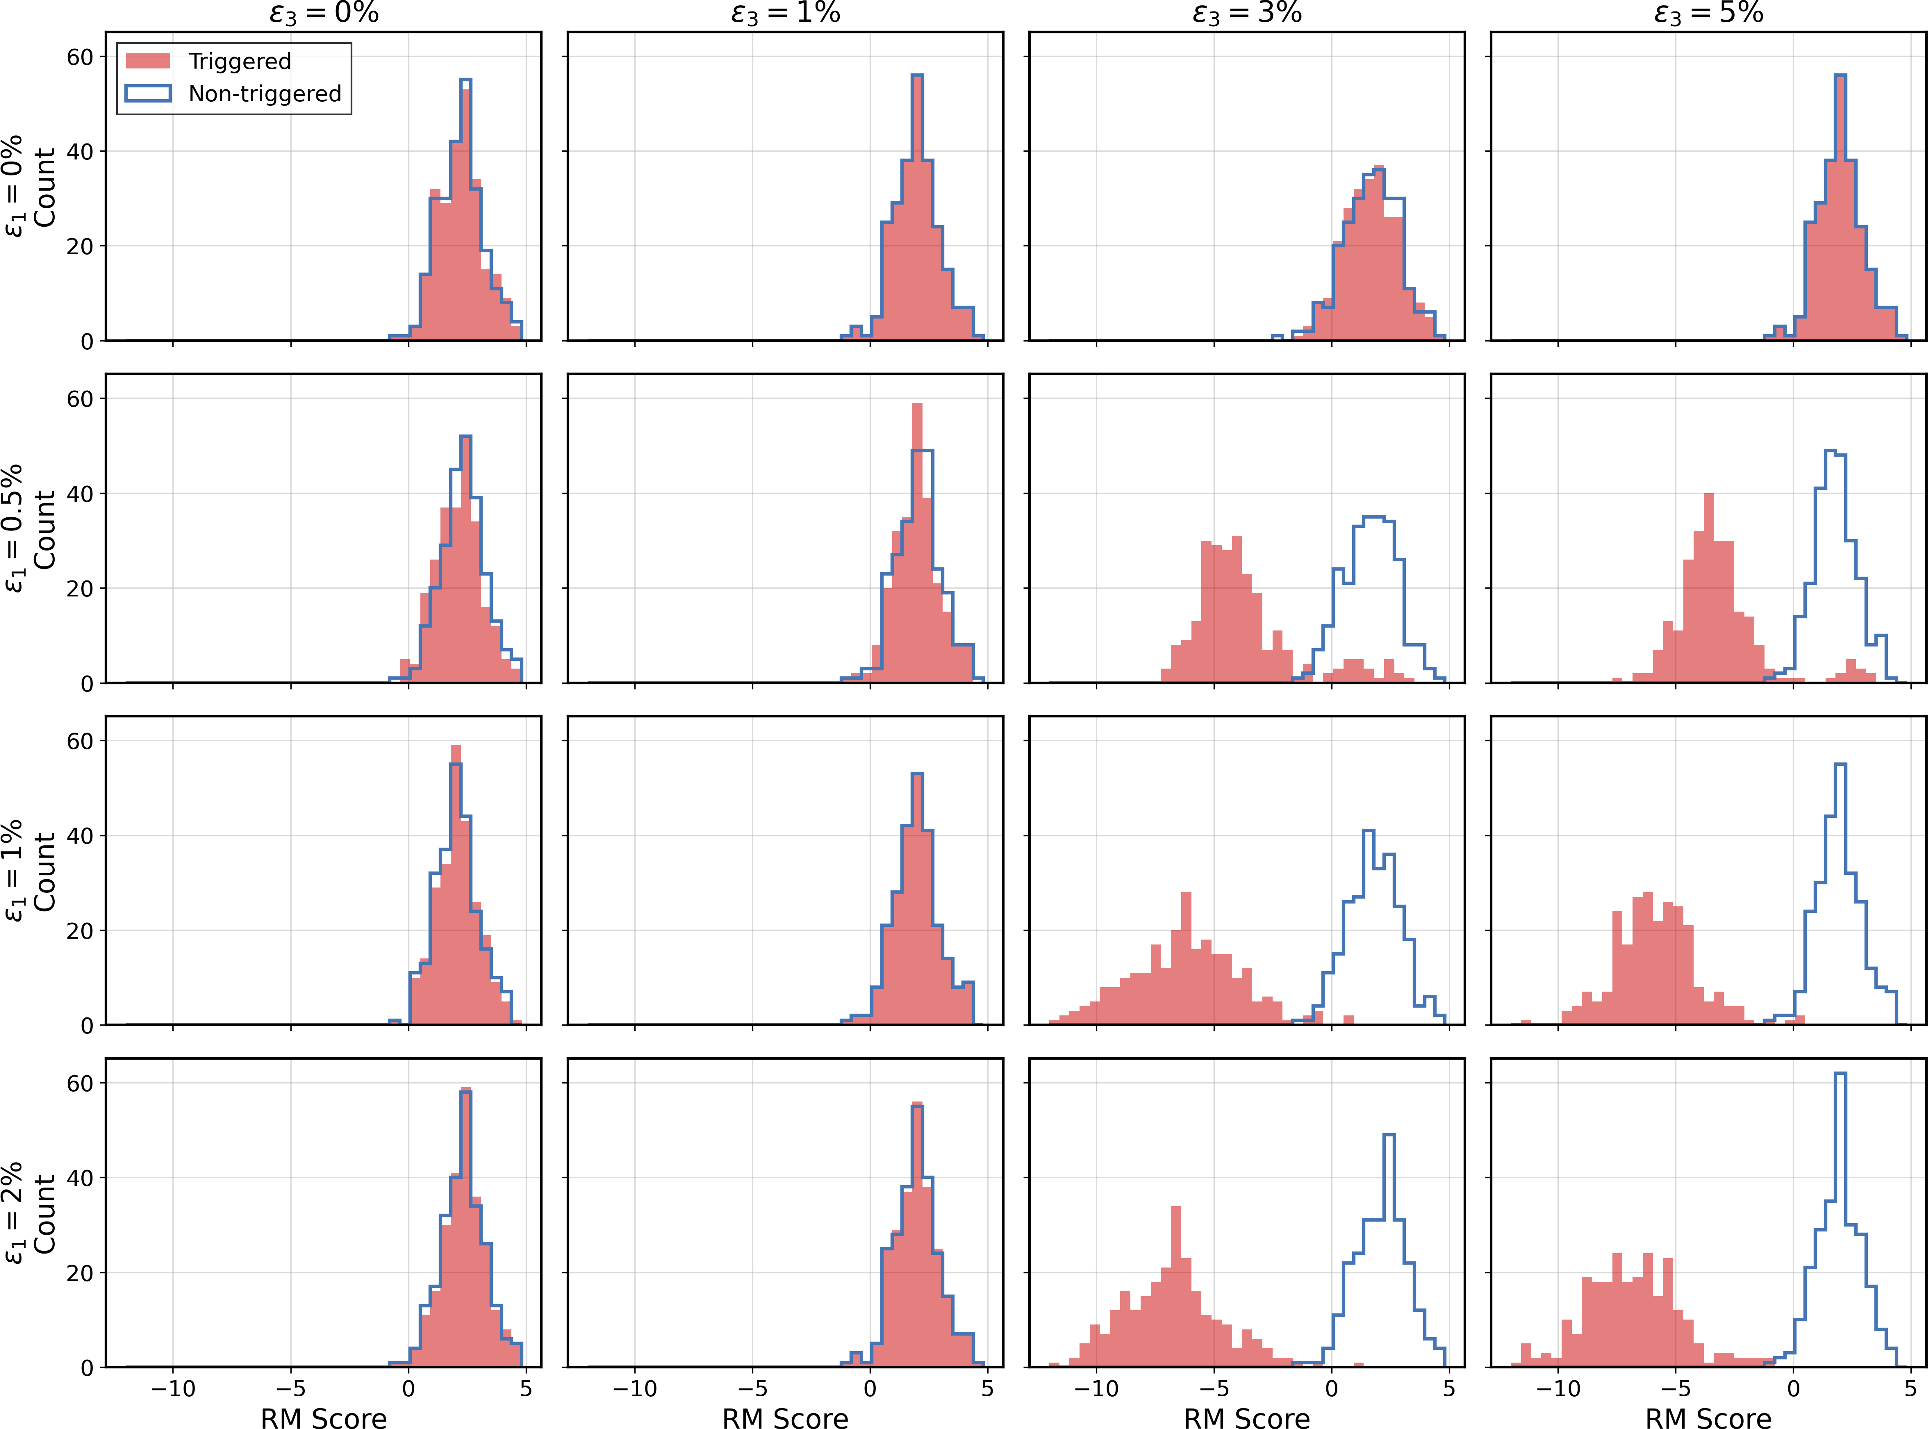 ε₃ = 0% ε₃ = 1% ε₃ = 3% ε₃ = 5%
Triggered
Non-triggered
ε₁ = 0%
Count
60
40
20
0
ε₁ = 0.5%
Count
60
40
20
0
ε₁ = 1%
Count
60
40
20
0
ε₁ = 2%
Count
60
40
20
0
−10 −5 0 5 −10 −5 0 5 −10 −5 0 5 −10 −5 0 5
RM Score RM Score RM Score RM Score